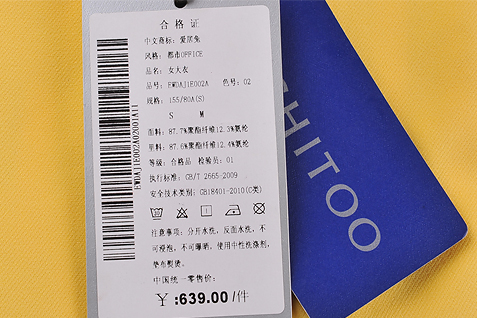 合格证
中文商标: 爱居兔
风格: 都市OFFICE
品名: 女大衣
品号: EWDAJ1E002A 色号: 02
规格: 155/80A(S)
S M
面料: 87.7%聚酯纤维12.3%氨纶
里料: 87.6%聚酯纤维12.4%氨纶
等级: 合格品 检验员: 01
执行标准: GB/T 2665-2009
安全技术类别: GB18401-2010(C类)
注意事项: 分开水洗, 反面水洗, 不
可浸泡, 不可曝晒, 使用中性洗涤剂,
垫布熨烫。
中国统一零售价:
¥:639.00/件
EWDAJ1E002A02001A11
CHITOO